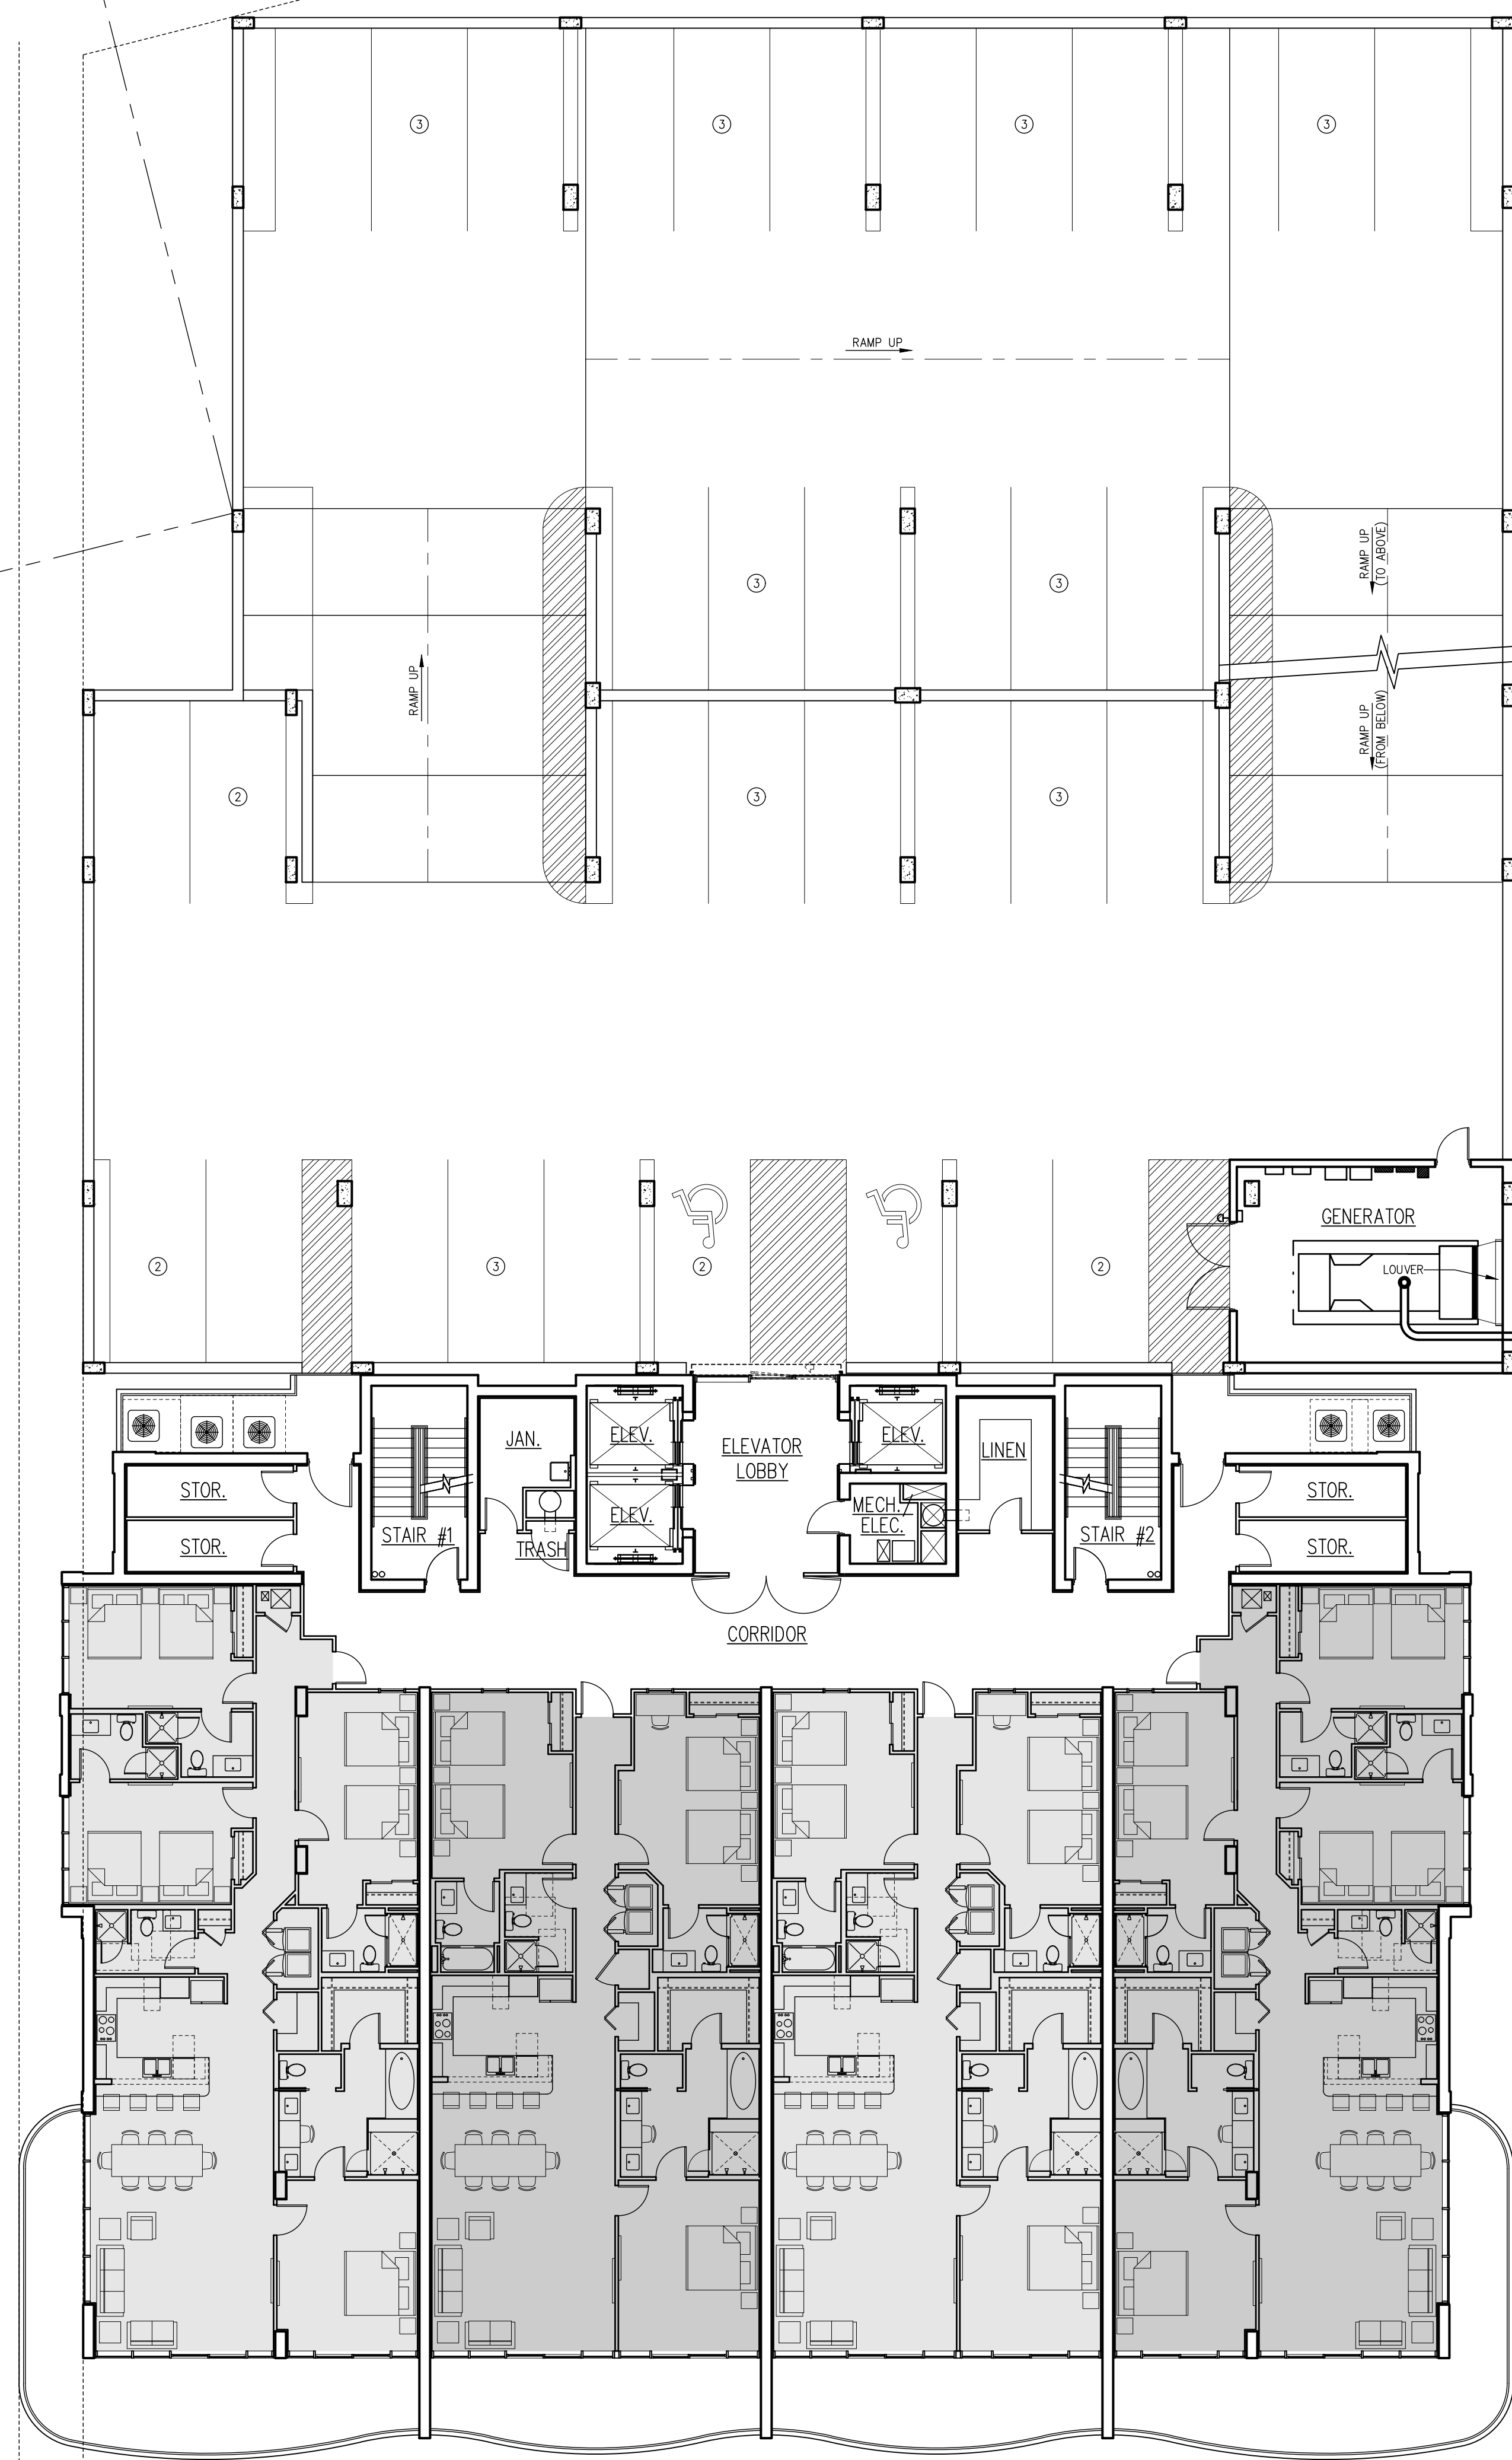 3
3
3
3
RAMP UP
3
3
RAMP UP
(TO ABOVE)
RAMP UP
RAMP UP
(FROM BELOW)
2
3
3
GENERATOR
LOUVER
2
3
2
2
JAN.
ELEV.
ELEVATOR
LOBBY
ELEV.
LINEN
STOR.
STOR.
ELEV.
MECH.
ELEC.
STAIR #1
STAIR #2
TRASH
STOR.
STOR.
CORRIDOR